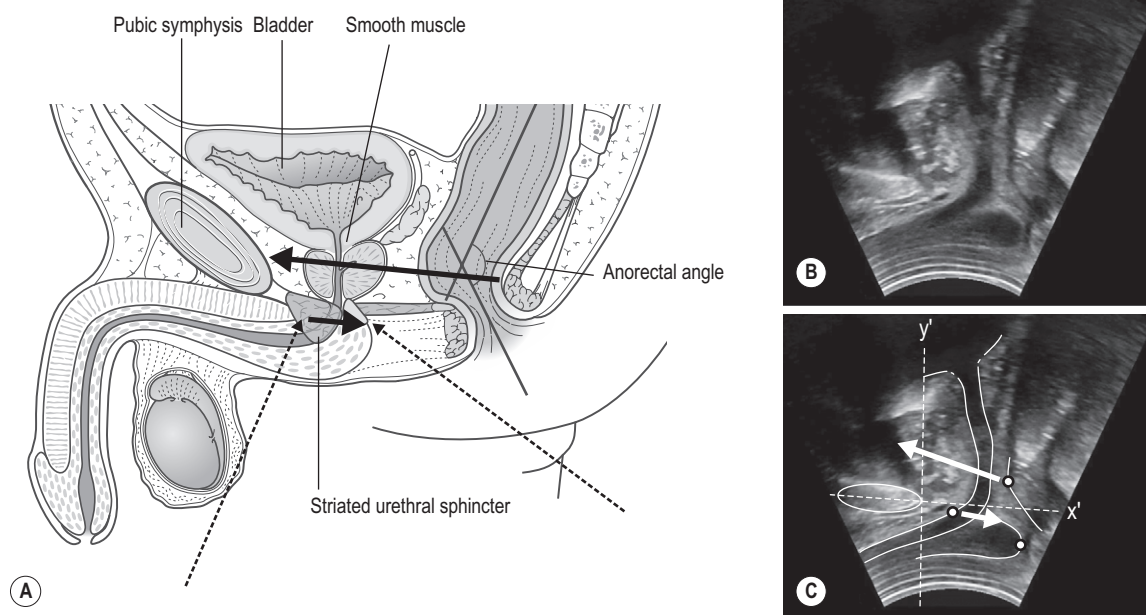 Pubic symphysis Bladder Smooth muscle
Anorectal angle
Striated urethral sphincter
A
B
y'
x'
C